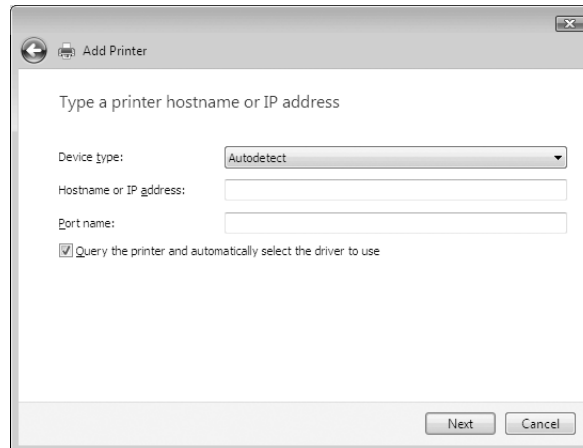 Add Printer
Type a printer hostname or IP address
Device type:
Autodetect
Hostname or IP address:
Port name:
Query the printer and automatically select the driver to use
Next
Cancel